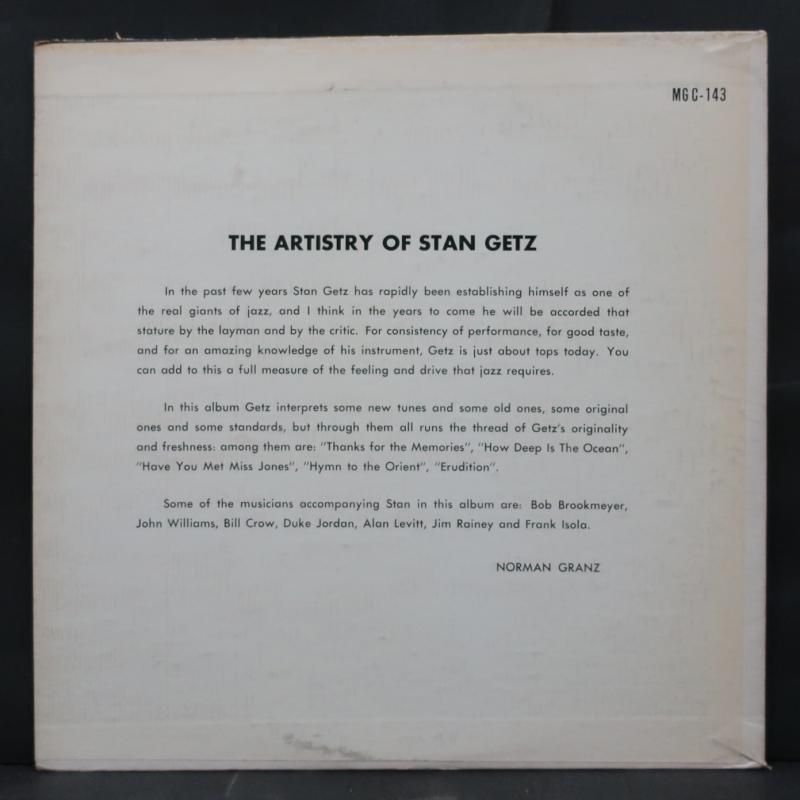 MG C-143
THE ARTISTRY OF STAN GETZ
In the past few years Stan Getz has rapidly been establishing himself as one of
the real giants of jazz, and I think in the years to come he will be accorded that
stature by the layman and by the critic. For consistency of performance, for good taste,
and for an amazing knowledge of his instrument, Getz is just about tops today. You
can add to this a full measure of the feeling and drive that jazz requires.
In this album Getz interprets some new tunes and some old ones, some original
ones and some standards, but through them all runs the thread of Getz's originality
and freshness: among them are: "Thanks for the Memories", "How Deep Is The Ocean",
"Have You Met Miss Jones", "Hymn to the Orient", "Erudition".
Some of the musicians accompanying Stan in this album are: Bob Brookmeyer,
John Williams, Bill Crow, Duke Jordan, Alan Levitt, Jim Rainey and Frank Isola.
NORMAN GRANZ